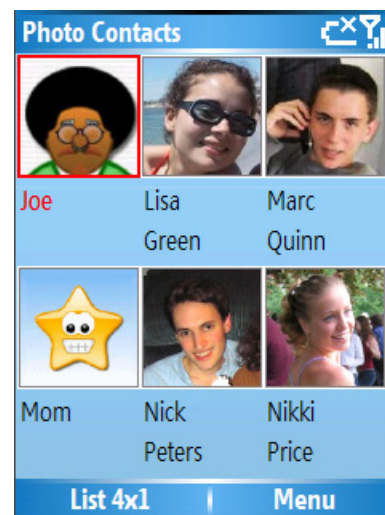 Photo Contacts
Joe
Lisa
Green
Marc
Quinn
Mom
Nick
Peters
Nikki
Price
List 4x1
Menu